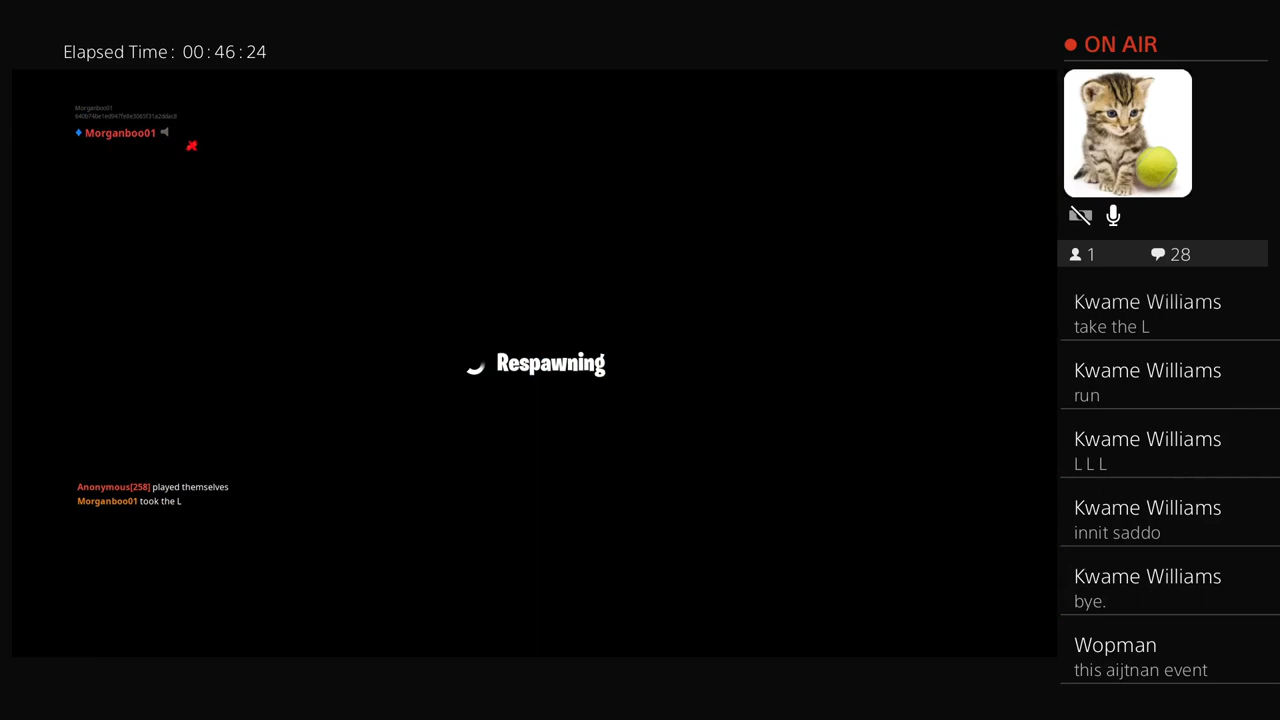 Elapsed Time: 00:46:24
ON AIR
Morganboo01
Morganboo01
Respawning
Anonymous[258] played themselves
Morganboo01 took the L
1
28
Kwame Williams
take the L
Kwame Williams
run
Kwame Williams
L L L
Kwame Williams
innit saddo
Kwame Williams
bye.
Wopman
this aijtnan event